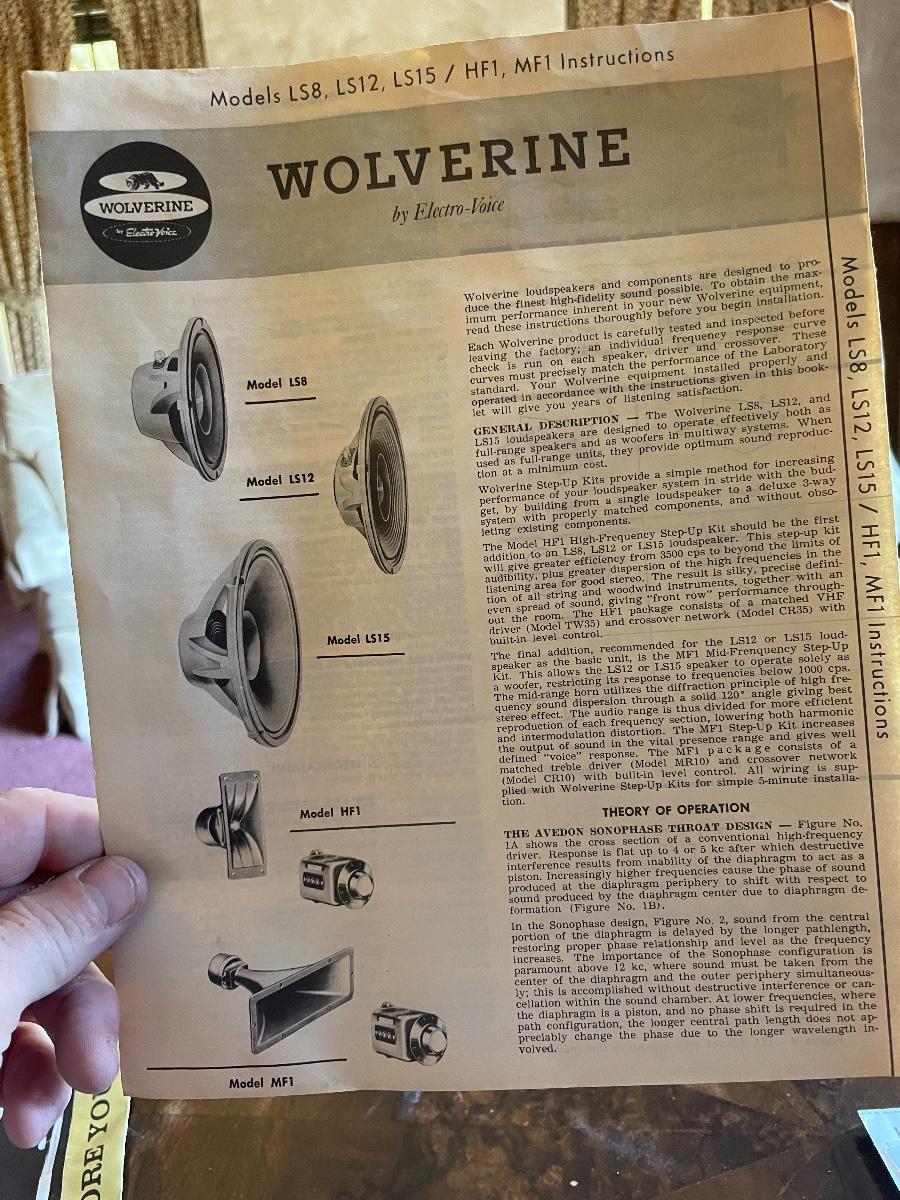 Models LS8, LS12, LS15 / HF1, MF1 Instructions
WOLVERINE
by Electro-Voice
WOLVERINE
by Electro-Voice
Model LS8
Model LS12
Model LS15
Model HF1
Model MF1
Wolverine loudspeakers and components are designed to pro-
duce the finest high-fidelity sound possible. To obtain the max-
imum performance inherent in your new Wolverine equipment,
read these instructions thoroughly before you begin installation.
Each Wolverine product is carefully tested and inspected before
leaving the factory; an individual frequency response curve
check is run on each speaker, driver and crossover. These
curves must precisely match the performance of the Laboratory
standard. Your Wolverine equipment installed properly and
operated in accordance with the instructions given in this book-
let will give you years of listening satisfaction.
GENERAL DESCRIPTION — The Wolverine LS8, LS12, and
LS15 loudspeakers are designed to operate effectively both as
full-range speakers and as woofers in multiway systems. When
used as full-range units, they provide optimum sound reproduc-
tion at a minimum cost.
Wolverine Step-Up Kits provide a simple method for increasing
performance of your loudspeaker system in stride with the bud-
get, by building from a single loudspeaker to a deluxe 3-way
system with properly matched components, and without obso-
leting existing components.
The Model HF1 High-Frequency Step-Up Kit should be the first
addition to an LS8, LS12 or LS15 loudspeaker. This step-up kit
will give greater efficiency from 3500 cps to beyond the limits of
audibility, plus greater dispersion of the high frequencies in the
listening area for good stereo. The result is silky, precise defini-
tion of all string and woodwind instruments, together with an
even spread of sound, giving "front row" performance through-
out the room. The HF1 package consists of a matched VHF
driver (Model TW35) and crossover network (Model CR35) with
built-in level control.
The final addition, recommended for the LS12 or LS15 loud-
speaker as the basic unit, is the MF1 Mid-Frenquency Step-Up
Kit. This allows the LS12 or LS15 speaker to operate solely as
a woofer, restricting its response to frequencies below 1000 cps.
The mid-range horn utilizes the diffraction principle of high fre-
quency sound dispersion through a solid 120° angle giving best
stereo effect. The audio range is thus divided for more efficient
reproduction of each frequency section, lowering both harmonic
and intermodulation distortion. The MF1 Step-Up Kit increases
the output of sound in the vital presence range and gives well
defined "voice" response. The MF1 package consists of a
matched treble driver (Model MR10) and crossover network
(Model CR10) with built-in level control. All wiring is sup-
plied with Wolverine Step-Up Kits for simple 5-minute installa-
tion.
THEORY OF OPERATION
THE AVEDON SONOPHASE THROAT DESIGN — Figure No.
1A shows the cross section of a conventional high-frequency
driver. Response is flat up to 4 or 5 kc after which destructive
interference results from inability of the diaphragm to act as a
piston. Increasingly higher frequencies cause the phase of sound
produced at the diaphragm periphery to shift with respect to
sound produced by the diaphragm center due to diaphragm de-
formation (Figure No. 1B).
In the Sonophase design, Figure No. 2, sound from the central
portion of the diaphragm is delayed by the longer pathlength,
restoring proper phase relationship and level as the frequency
increases. The importance of the Sonophase configuration is
paramount above 12 kc, where sound must be taken from the
center of the diaphragm and the outer periphery simultaneous-
ly; this is accomplished without destructive interference or can-
cellation within the sound chamber. At lower frequencies, where
the diaphragm is a piston, and no phase shift is required in the
path configuration, the longer central path length does not ap-
preciably change the phase due to the longer wavelength in-
volved.
Models LS8, LS12, LS15 / HF1, MF1 Instructions
ORE YO